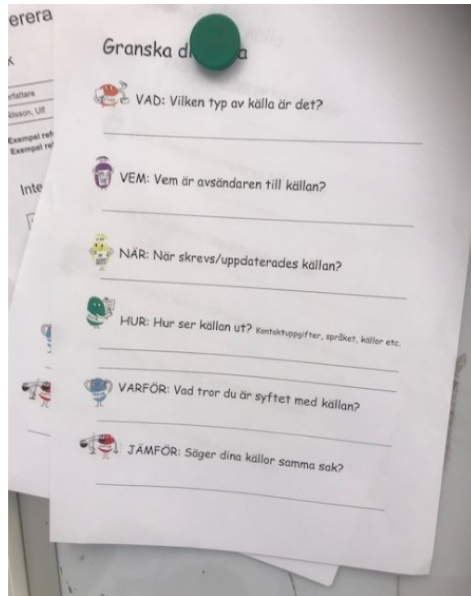 erera
K
Exempel
Exempel
Inte
Granska
VAD: Vilken typ av källa är det?
VEM: Vem är avsändaren till källan?
NÄR: När skrevs/uppdaterades källan?
HUR: Hur ser källan ut? Kontaktuppgifter, språket, källor etc.
VARFÖR: Vad tror du är syftet med källan?
JÄMFÖR: Säger dina källor samma sak?